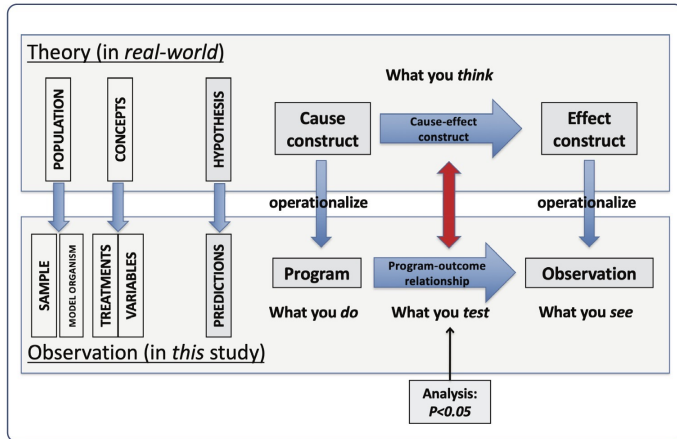 Theory (in real-world)
POPULATION
CONCEPTS
HYPOTHESIS
What you think
Cause
construct
Cause-effect
construct
Effect
construct
operationalize
operationalize
SAMPLE
MODEL ORGANISM
TREATMENTS
VARIABLES
PREDICTIONS
Program
Program-outcome
relationship
Observation
What you do
What you test
What you see
Observation (in this study)
Analysis:
P<0.05